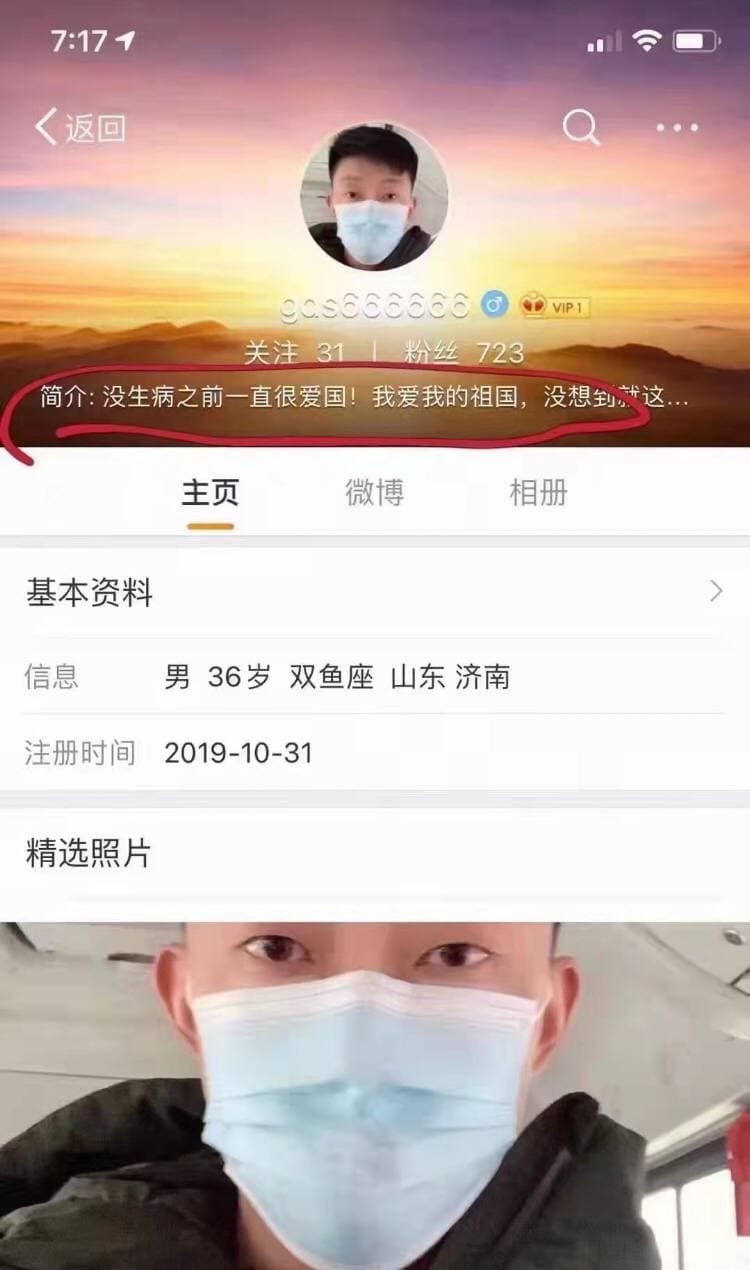 7:17
返回
gas666666 VIP 1
关注 31 | 粉丝 723
简介: 没生病之前一直很爱国！我爱我的祖国，没想到就这...
主页 微博 相册
基本资料
信息 男 36岁 双鱼座 山东 济南
注册时间 2019-10-31
精选照片